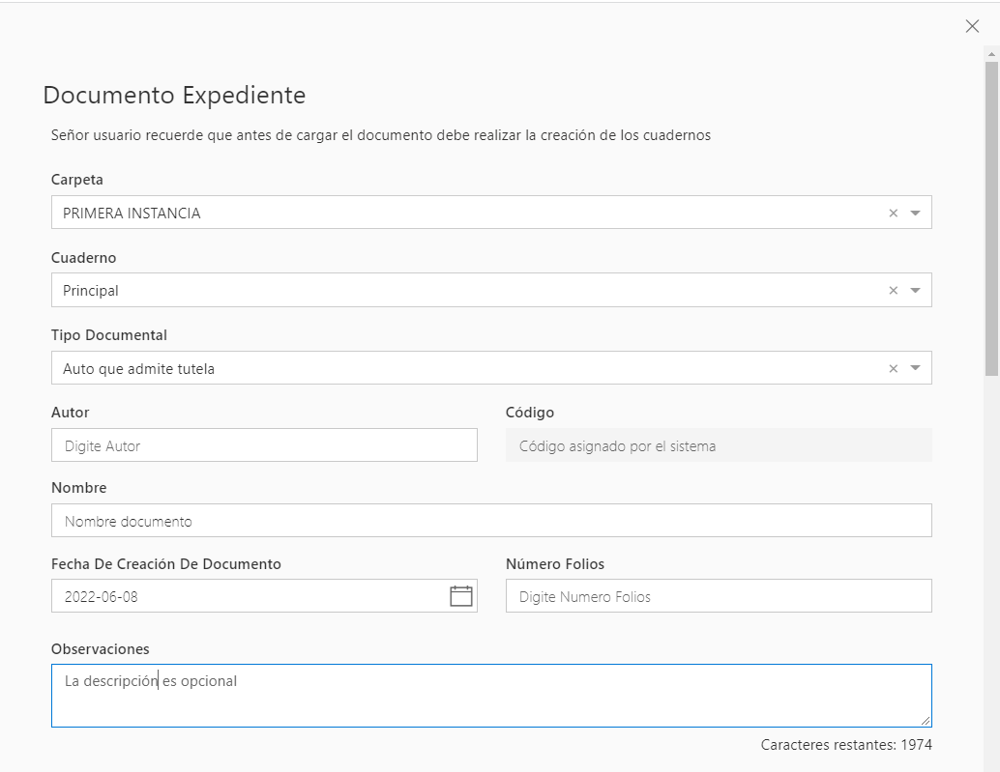 Documento Expediente
Señor usuario recuerde que antes de cargar el documento debe realizar la creación de los cuadernos
Carpeta
PRIMERA INSTANCIA
Cuaderno
Principal
Tipo Documental
Auto que admite tutela
Autor
Código
Digite Autor
Código asignado por el sistema
Nombre
Nombre documento
Fecha De Creación De Documento
Número Folios
2022-06-08
Digite Numero Folios
Observaciones
La descripción es opcional
Caracteres restantes: 1974